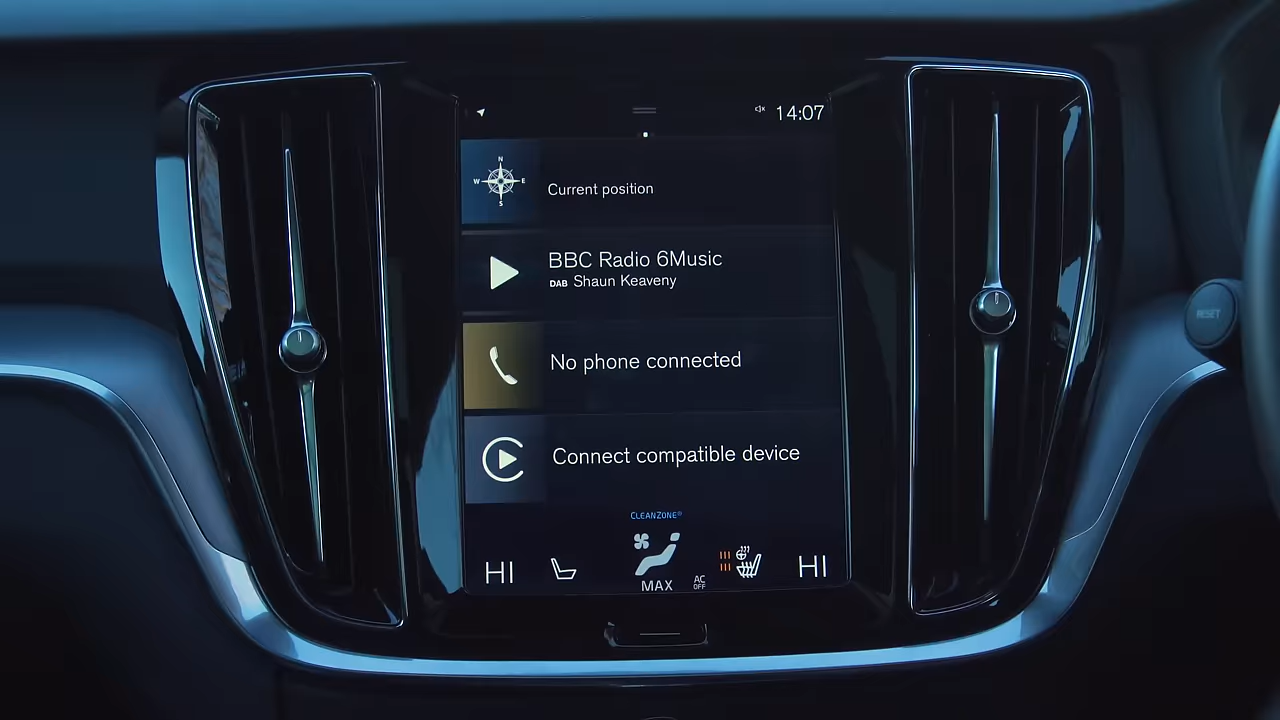 14:07
N
W E
S
Current position
BBC Radio 6Music
DAB Shaun Keaveny
No phone connected
Connect compatible device
CLEANZONE®
HI
MAX
AC
OFF
HI
RESET